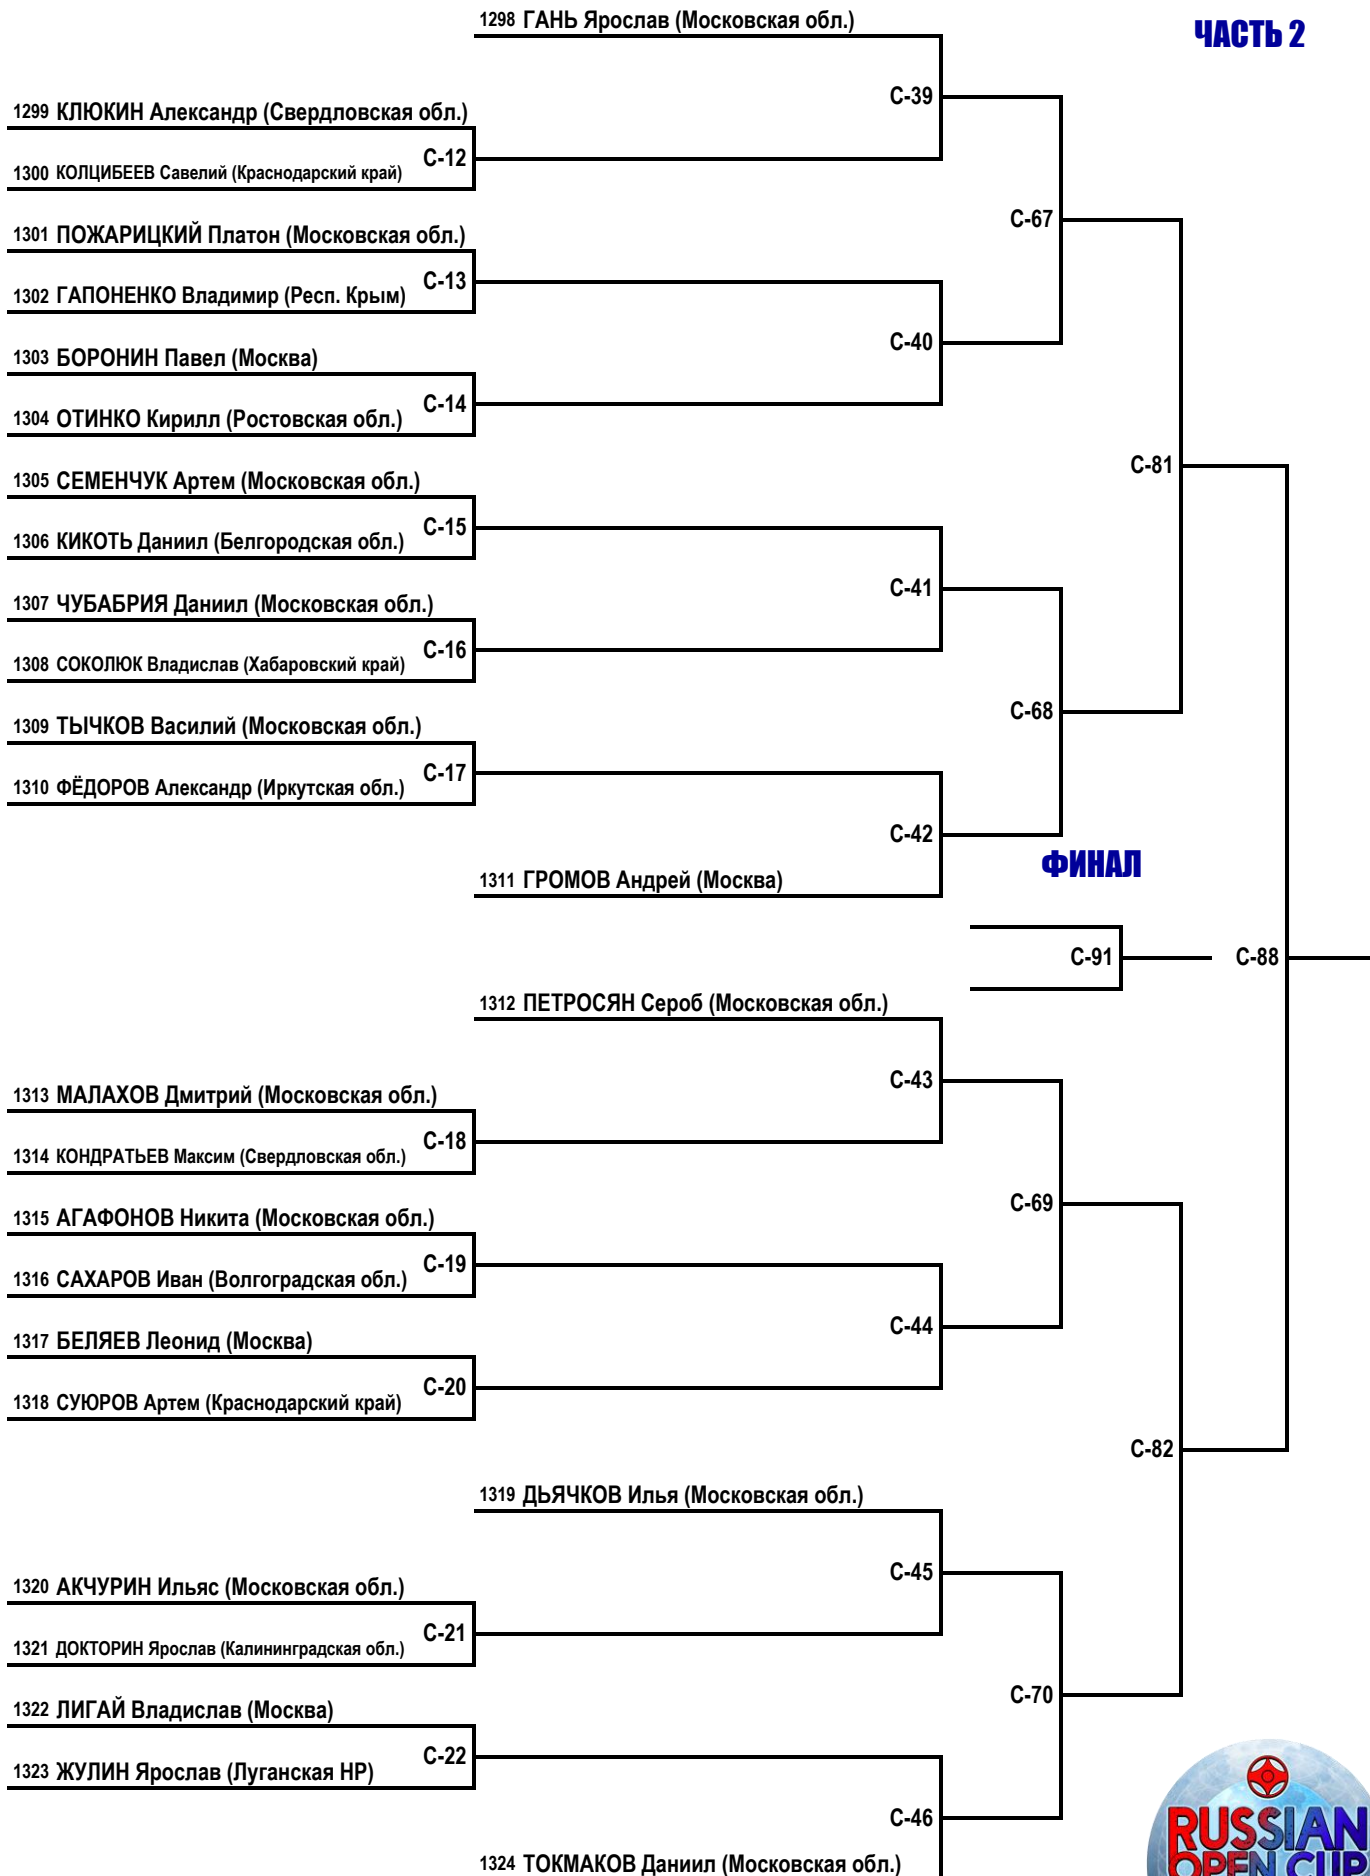 1298 ГАНЬ Ярослав (Московская обл.)
ЧАСТЬ 2
C-39
1299 КЛЮКИН Александр (Свердловская обл.)
C-12
1300 КОЛЦИБЕЕВ Савелий (Краснодарский край)
C-67
1301 ПОЖАРИЦКИЙ Платон (Московская обл.)
C-13
1302 ГАПОНЕНКО Владимир (Респ. Крым)
C-40
1303 БОРОНИН Павел (Москва)
C-14
1304 ОТИНКО Кирилл (Ростовская обл.)
C-81
1305 СЕМЕНЧУК Артем (Московская обл.)
C-15
1306 КИКОТЬ Даниил (Белгородская обл.)
C-41
1307 ЧУБАБРИЯ Даниил (Московская обл.)
C-16
1308 СОКОЛЮК Владислав (Хабаровский край)
C-68
1309 ТЫЧКОВ Василий (Московская обл.)
C-17
1310 ФЁДОРОВ Александр (Иркутская обл.)
C-42
ФИНАЛ
1311 ГРОМОВ Андрей (Москва)
C-91
C-88
1312 ПЕТРОСЯН Сероб (Московская обл.)
C-43
1313 МАЛАХОВ Дмитрий (Московская обл.)
C-18
1314 КОНДРАТЬЕВ Максим (Свердловская обл.)
C-69
1315 АГАФОНОВ Никита (Московская обл.)
C-19
1316 САХАРОВ Иван (Волгоградская обл.)
C-44
1317 БЕЛЯЕВ Леонид (Москва)
C-20
1318 СУЮРОВ Артем (Краснодарский край)
C-82
1319 ДЬЯЧКОВ Илья (Московская обл.)
C-45
1320 АКЧУРИН Ильяс (Московская обл.)
C-21
1321 ДОКТОРИН Ярослав (Калининградская обл.)
C-70
1322 ЛИГАЙ Владислав (Москва)
C-22
1323 ЖУЛИН Ярослав (Луганская НР)
C-46
1324 ТОКМАКОВ Даниил (Московская обл.)
RUSSIAN
OPEN CUP